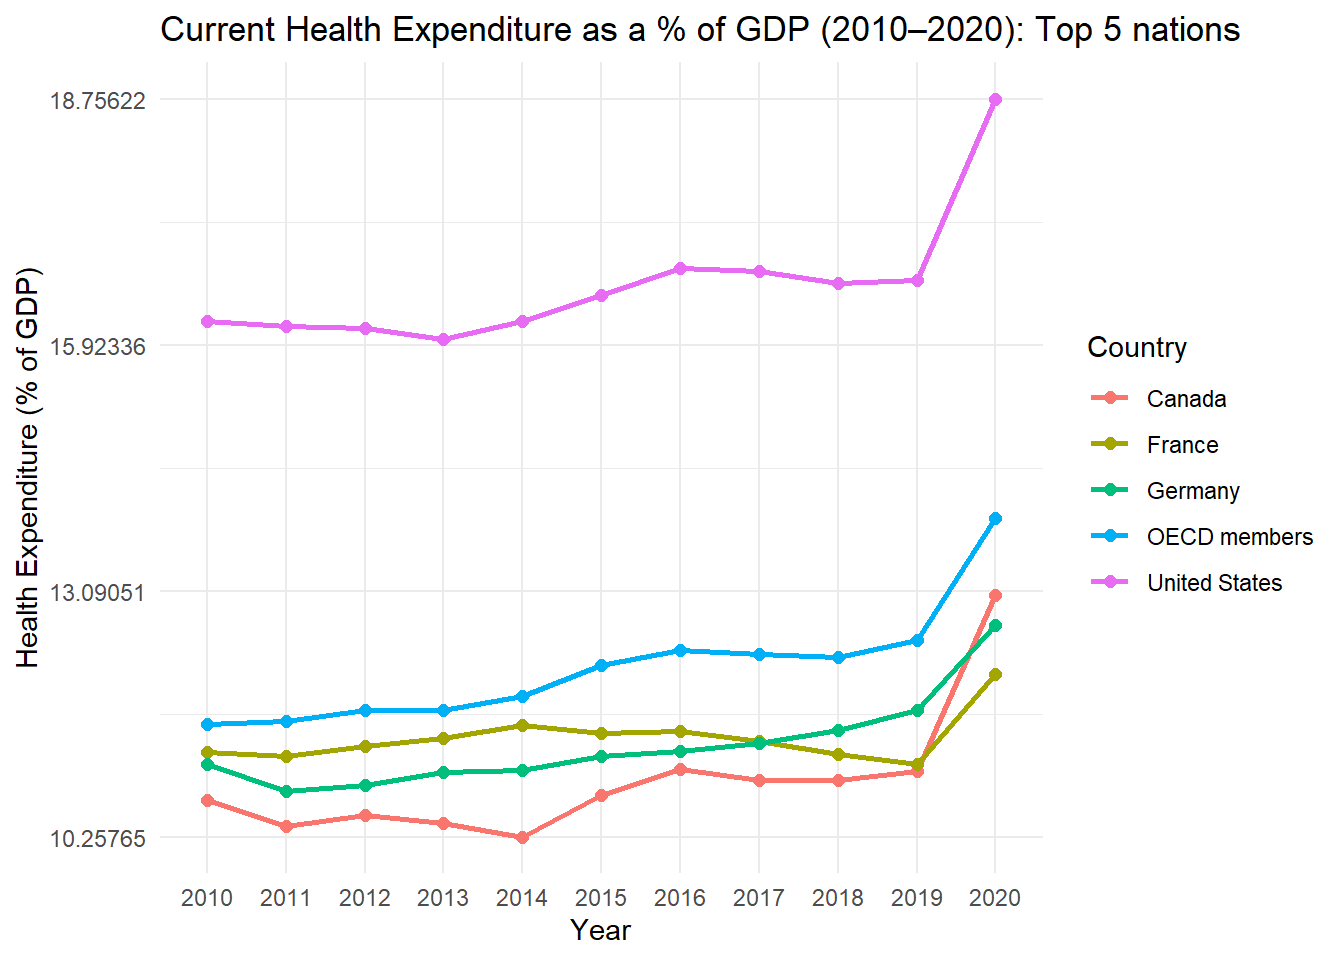 Current Health Expenditure as a % of GDP (2010–2020): Top 5 nations
18.75622
15.92336
13.09051
10.25765
Health Expenditure (% of GDP)
2010 2011 2012 2013 2014 2015 2016 2017 2018 2019 2020
Year
Country
Canada
France
Germany
OECD members
United States